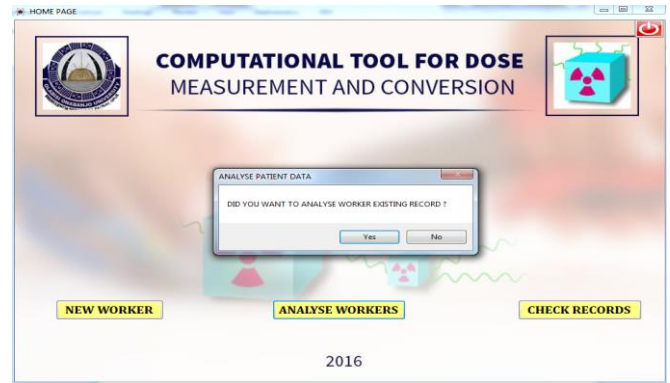 HOME PAGE
COMPUTATIONAL TOOL FOR DOSE
MEASUREMENT AND CONVERSION
ANALYSE PATIENT DATA
DID YOU WANT TO ANALYSE WORKER EXISTING RECORD ?
Yes
No
NEW WORKER
ANALYSE WORKERS
CHECK RECORDS
2016